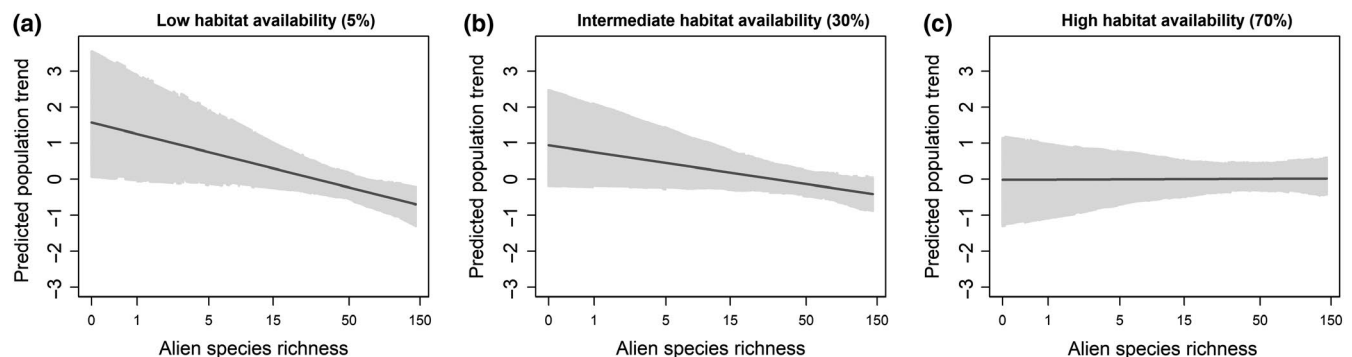 (a) Low habitat availability (5%)
Predicted population trend
3
2
1
0
−1
−2
−3
0 1 5 15 50 150
Alien species richness
(b) Intermediate habitat availability (30%)
Predicted population trend
3
2
1
0
−1
−2
−3
0 1 5 15 50 150
Alien species richness
(c) High habitat availability (70%)
Predicted population trend
3
2
1
0
−1
−2
−3
0 1 5 15 50 150
Alien species richness